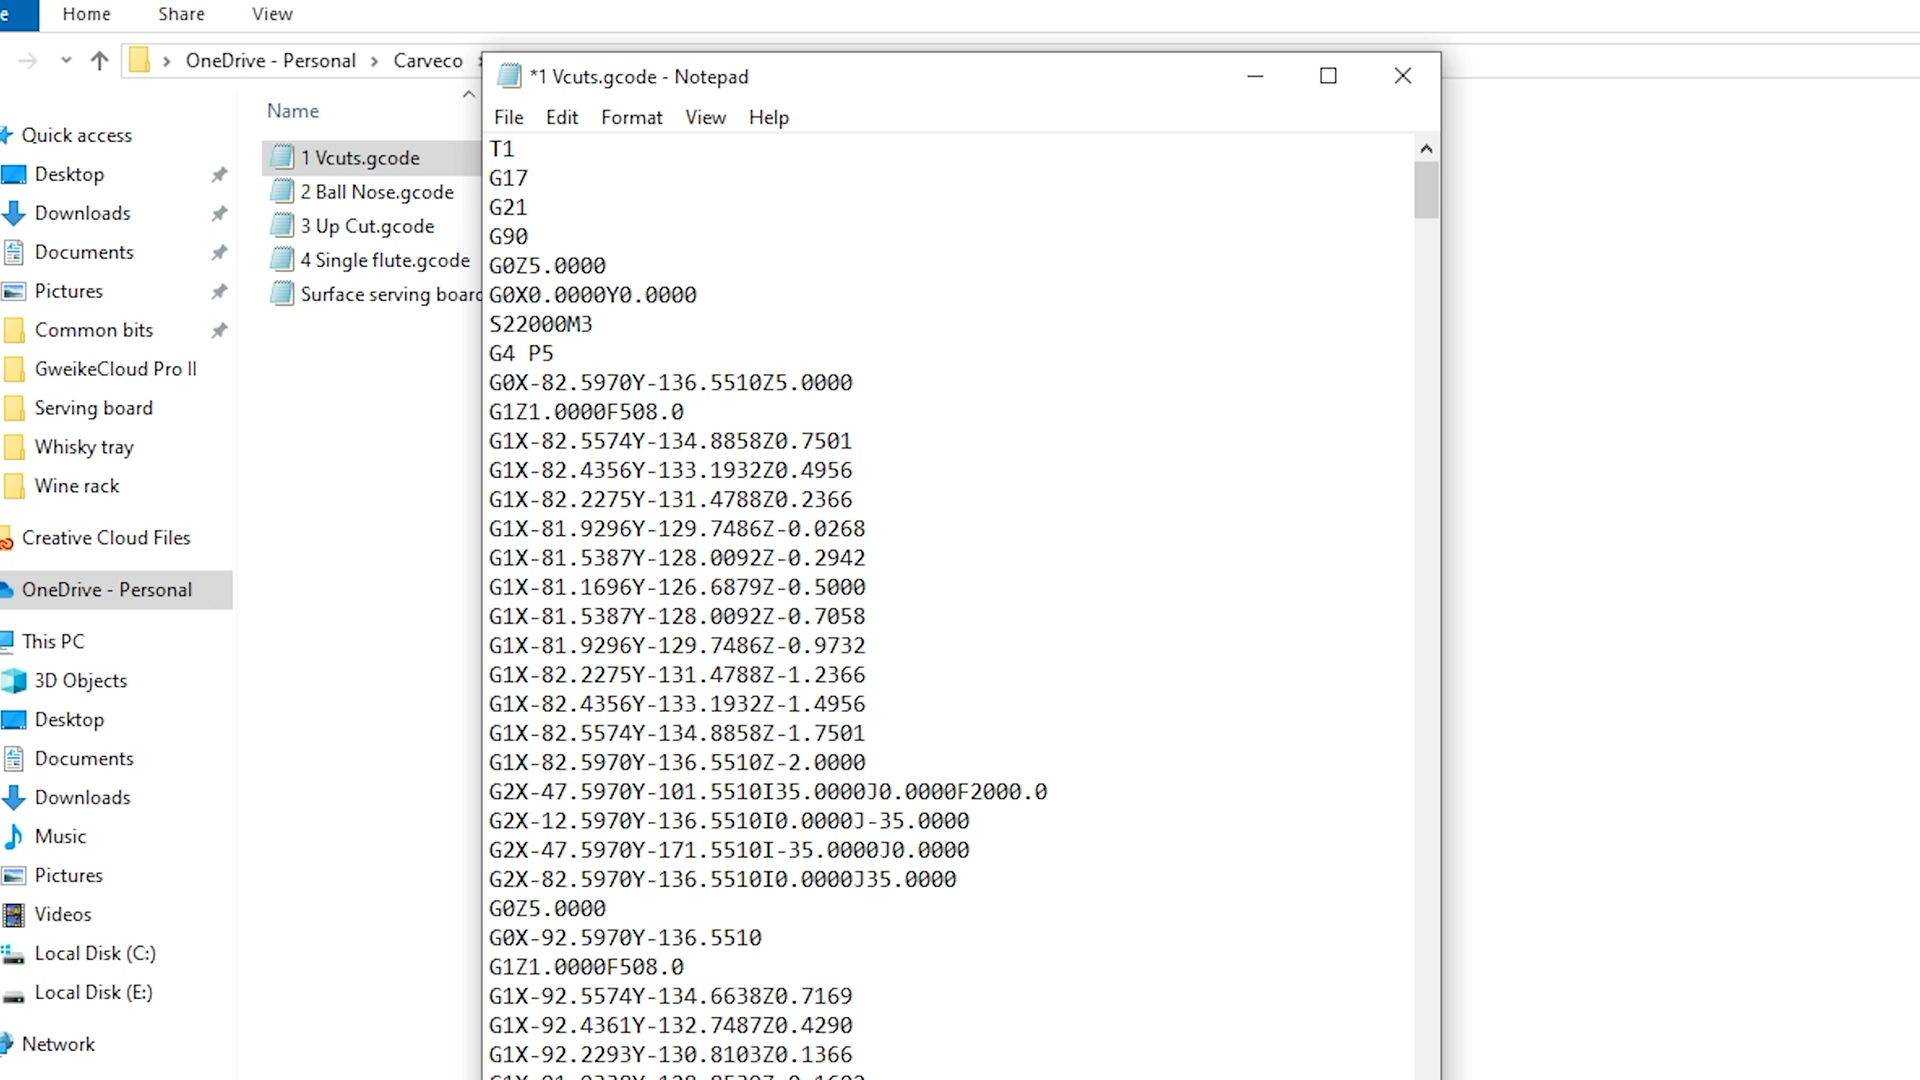 Home Share View
OneDrive - Personal > Carveco
Quick access
Desktop
Downloads
Documents
Pictures
Common bits
GweikeCloud Pro II
Serving board
Whisky tray
Wine rack
Creative Cloud Files
OneDrive - Personal
This PC
3D Objects
Desktop
Documents
Downloads
Music
Pictures
Videos
Local Disk (C:)
Local Disk (E:)
Network
Name
1 Vcuts.gcode
2 Ball Nose.gcode
3 Up Cut.gcode
4 Single flute.gcode
Surface serving board
*1 Vcuts.gcode - Notepad
File Edit Format View Help
T1
G17
G21
G90
G0Z5.0000
G0X0.0000Y0.0000
S22000M3
G4 P5
G0X-82.5970Y-136.5510Z5.0000
G1Z1.0000F508.0
G1X-82.5574Y-134.8858Z0.7501
G1X-82.4356Y-133.1932Z0.4956
G1X-82.2275Y-131.4788Z0.2366
G1X-81.9296Y-129.7486Z-0.0268
G1X-81.5387Y-128.0092Z-0.2942
G1X-81.1696Y-126.6879Z-0.5000
G1X-81.5387Y-128.0092Z-0.7058
G1X-81.9296Y-129.7486Z-0.9732
G1X-82.2275Y-131.4788Z-1.2366
G1X-82.4356Y-133.1932Z-1.4956
G1X-82.5574Y-134.8858Z-1.7501
G1X-82.5970Y-136.5510Z-2.0000
G2X-47.5970Y-101.5510I35.0000J0.0000F2000.0
G2X-12.5970Y-136.5510I0.0000J-35.0000
G2X-47.5970Y-171.5510I-35.0000J0.0000
G2X-82.5970Y-136.5510I0.0000J35.0000
G0Z5.0000
G0X-92.5970Y-136.5510
G1Z1.0000F508.0
G1X-92.5574Y-134.6638Z0.7169
G1X-92.4361Y-132.7487Z0.4290
G1X-92.2293Y-130.8103Z0.1366